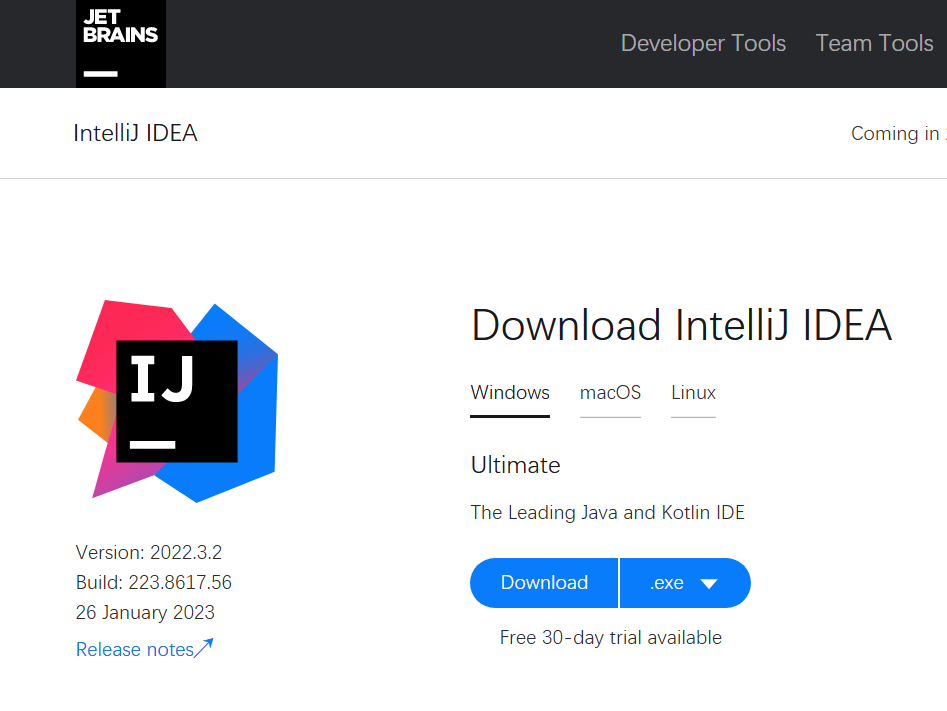 JET
BRAINS
Developer Tools
Team Tools
IntelliJ IDEA
Coming in
IJ
Download IntelliJ IDEA
Windows
macOS
Linux
Ultimate
The Leading Java and Kotlin IDE
Download
.exe
Free 30-day trial available
Version: 2022.3.2
Build: 223.8617.56
26 January 2023
Release notes